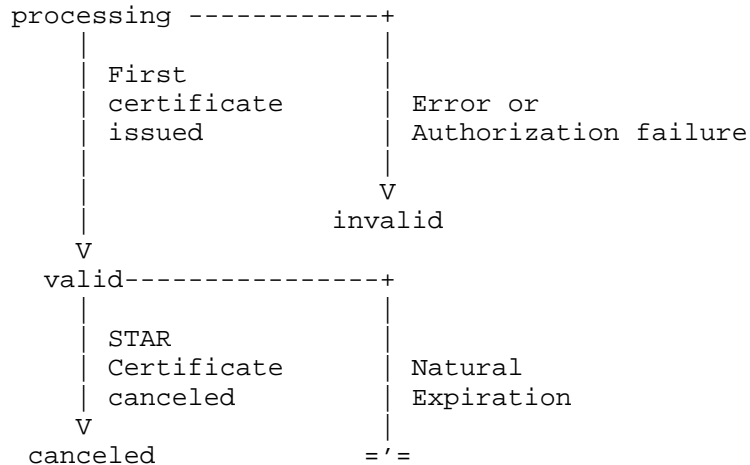 processing ------------+
| |
| First |
| certificate | Error or
| issued | Authorization failure
| |
| V
| invalid
V
valid----------------+
| |
| STAR |
| Certificate | Natural
| canceled | Expiration
V |
canceled ='=